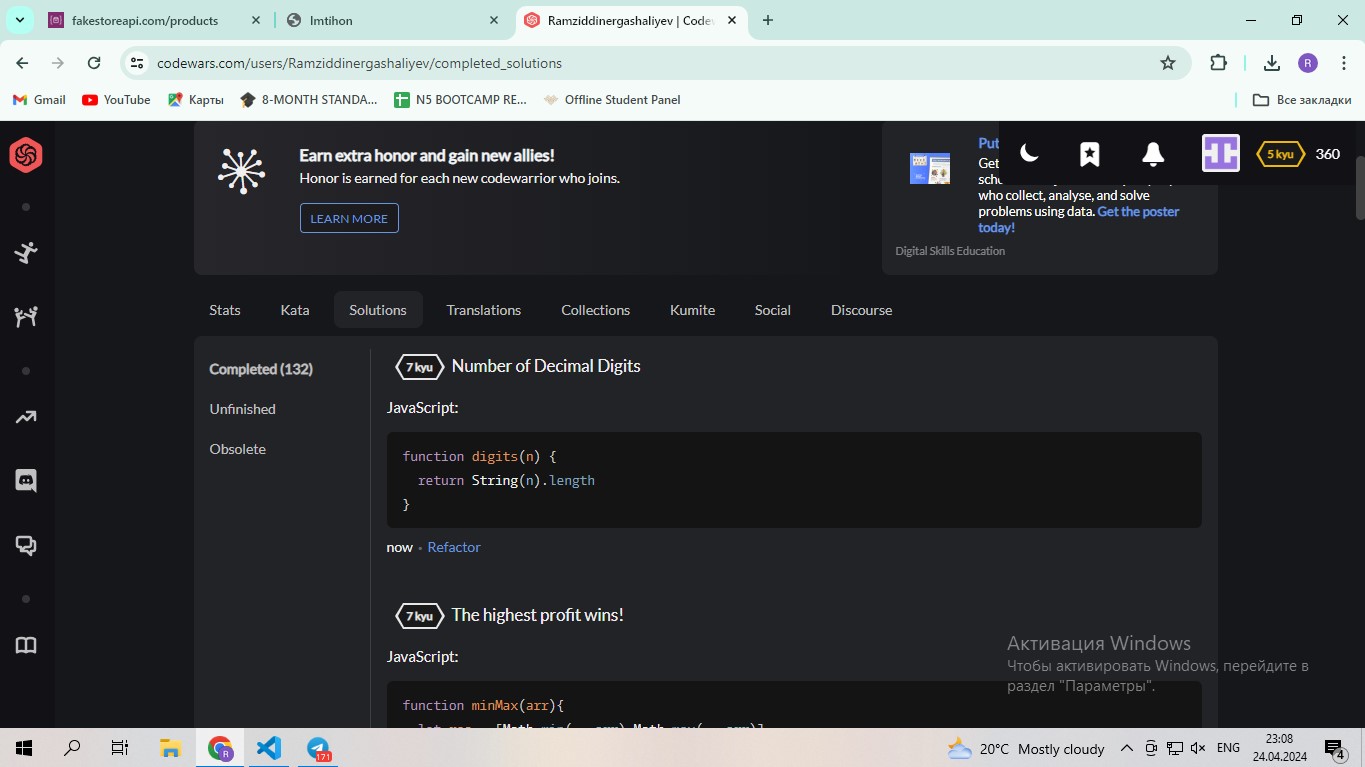 fakestoreapi.com/products
Imtihon
Ramziddinergashaliyev | Codew
codewars.com/users/Ramziddinergashaliyev/completed_solutions
R
Gmail
YouTube
Карты
8-MONTH STANDA...
N5 BOOTCAMP RE...
Offline Student Panel
Все закладки
Earn extra honor and gain new allies!
Honor is earned for each new codewarrior who joins.
LEARN MORE
Put
Get
who collect, analyse, and solve
problems using data. Get the poster
today!
Digital Skills Education
5 kyu
360
Stats
Kata
Solutions
Translations
Collections
Kumite
Social
Discourse
Completed (132)
Unfinished
Obsolete
7 kyu
Number of Decimal Digits
JavaScript:
function digits(n) {
return String(n).length
}
now • Refactor
7 kyu
The highest profit wins!
JavaScript:
function minMax(arr){
Активация Windows
Чтобы активировать Windows, перейдите в
раздел "Параметры".
R
171
20°C Mostly cloudy
ENG
23:08
24.04.2024
4